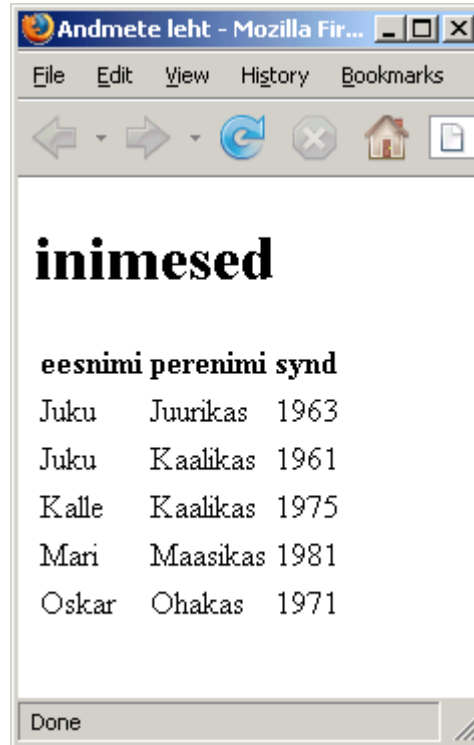 Andmete leht - Mozilla Fir...
File Edit View History Bookmarks
inimesed
eesnimi perenimi synd
Juku Juurikas 1963
Juku Kaalikas 1961
Kalle Kaalikas 1975
Mari Maasikas 1981
Oskar Ohakas 1971
Done